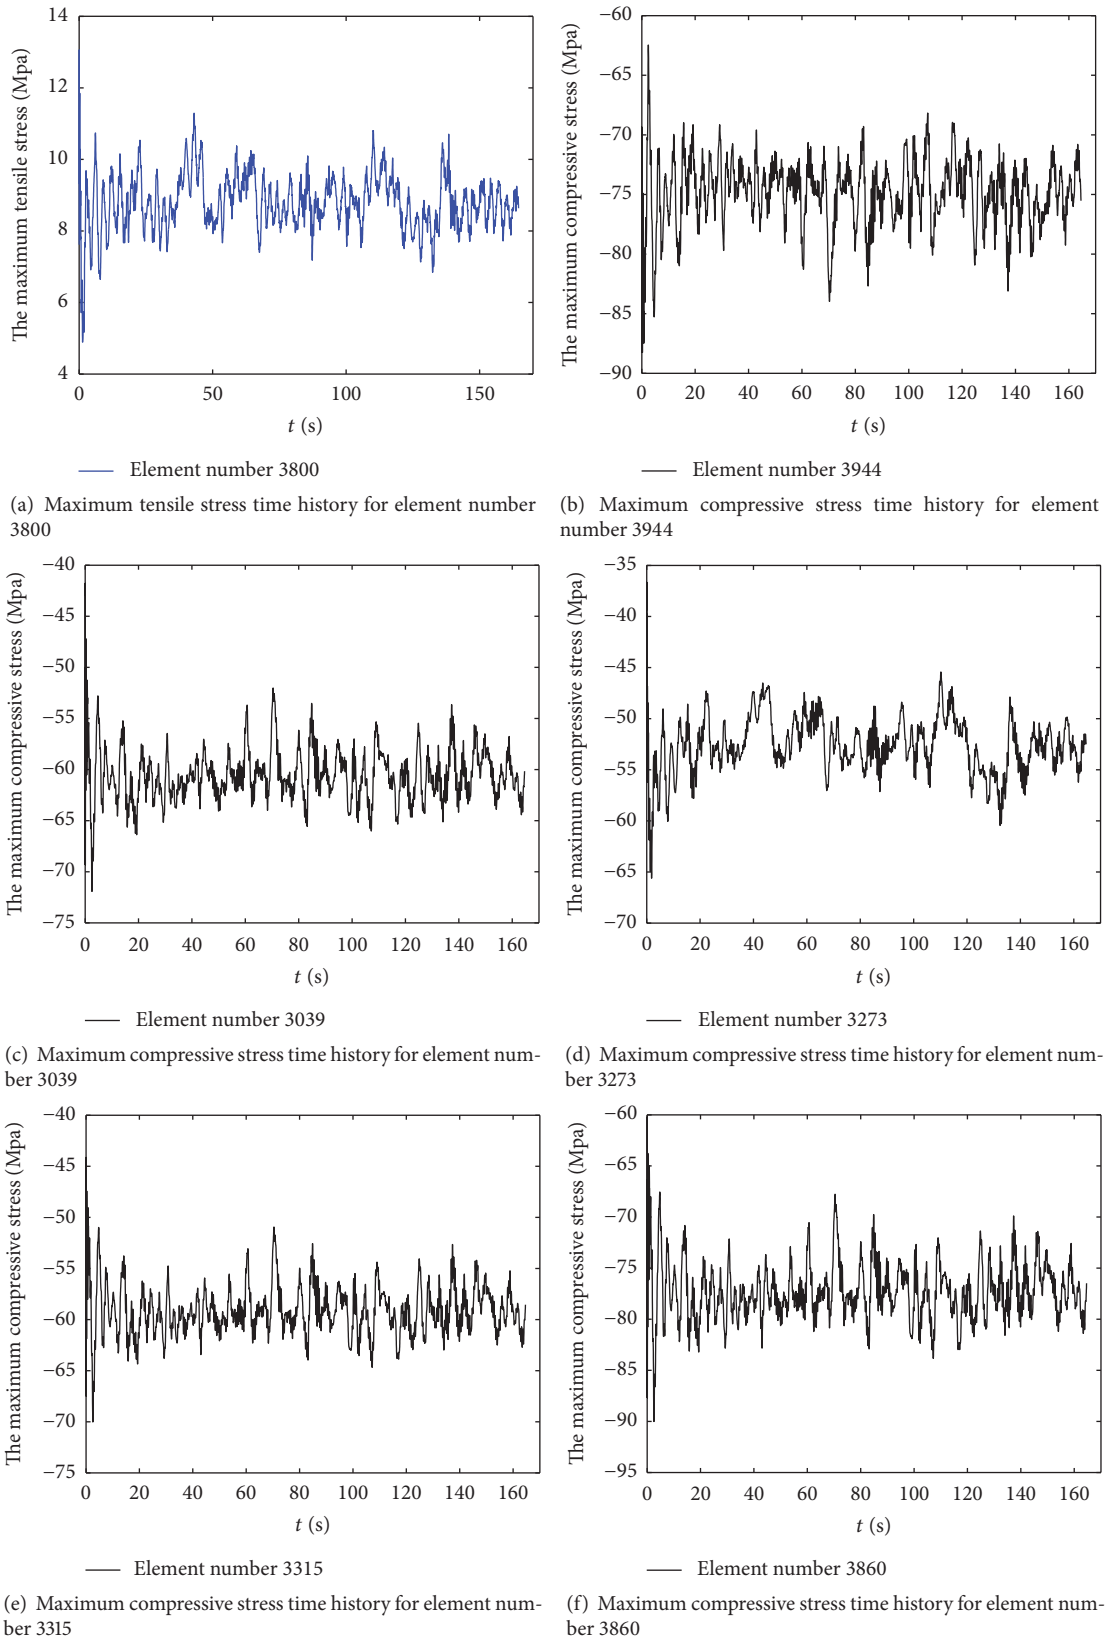 The maximum tensile stress (Mpa)
14
12
10
8
6
4
0 50 100 150
t (s)
Element number 3800
(a) Maximum tensile stress time history for element number
3800
The maximum compressive stress (Mpa)
−60
−65
−70
−75
−80
−85
−90
0 20 40 60 80 100 120 140 160
t (s)
Element number 3944
(b) Maximum compressive stress time history for element
number 3944
The maximum compressive stress (Mpa)
−40
−45
−50
−55
−60
−65
−70
−75
0 20 40 60 80 100 120 140 160
t (s)
Element number 3039
(c) Maximum compressive stress time history for element num-
ber 3039
The maximum compressive stress (Mpa)
−35
−40
−45
−50
−55
−60
−65
−70
0 20 40 60 80 100 120 140 160
t (s)
Element number 3273
(d) Maximum compressive stress time history for element num-
ber 3273
The maximum compressive stress (Mpa)
−40
−45
−50
−55
−60
−65
−70
−75
0 20 40 60 80 100 120 140 160
t (s)
Element number 3315
(e) Maximum compressive stress time history for element num-
ber 3315
The maximum compressive stress (Mpa)
−60
−65
−70
−75
−80
−85
−90
−95
0 20 40 60 80 100 120 140 160
t (s)
Element number 3860
(f) Maximum compressive stress time history for element num-
ber 3860